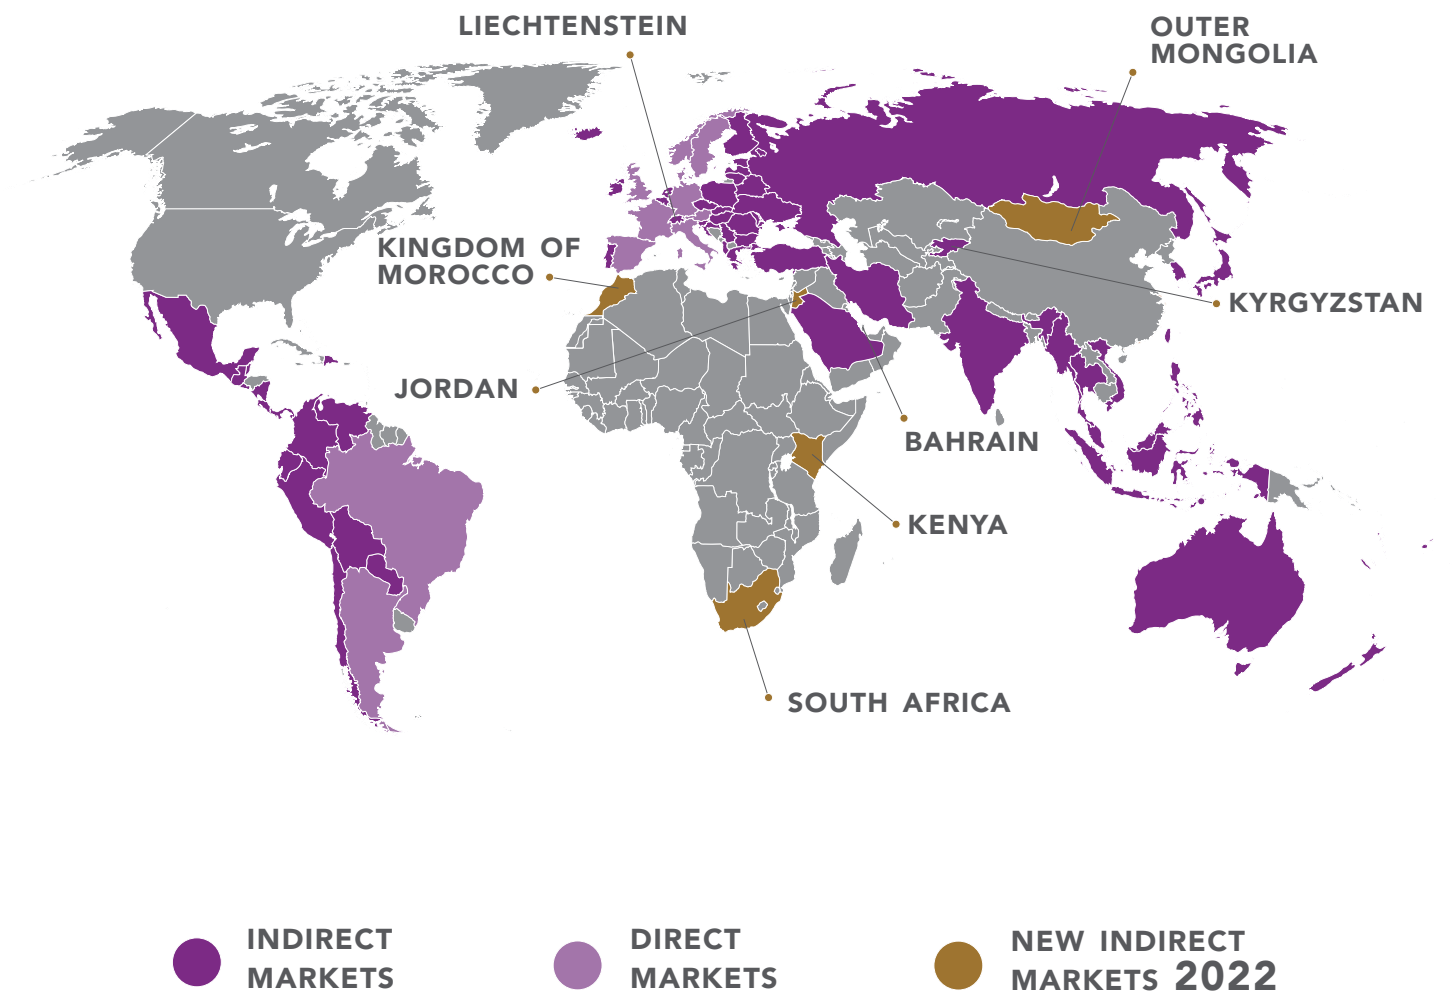 LIECHTENSTEIN
OUTER
MONGOLIA
KINGDOM OF
MOROCCO
KYRGYZSTAN
JORDAN
BAHRAIN
KENYA
SOUTH AFRICA
INDIRECT
MARKETS
DIRECT
MARKETS
NEW INDIRECT
MARKETS 2022